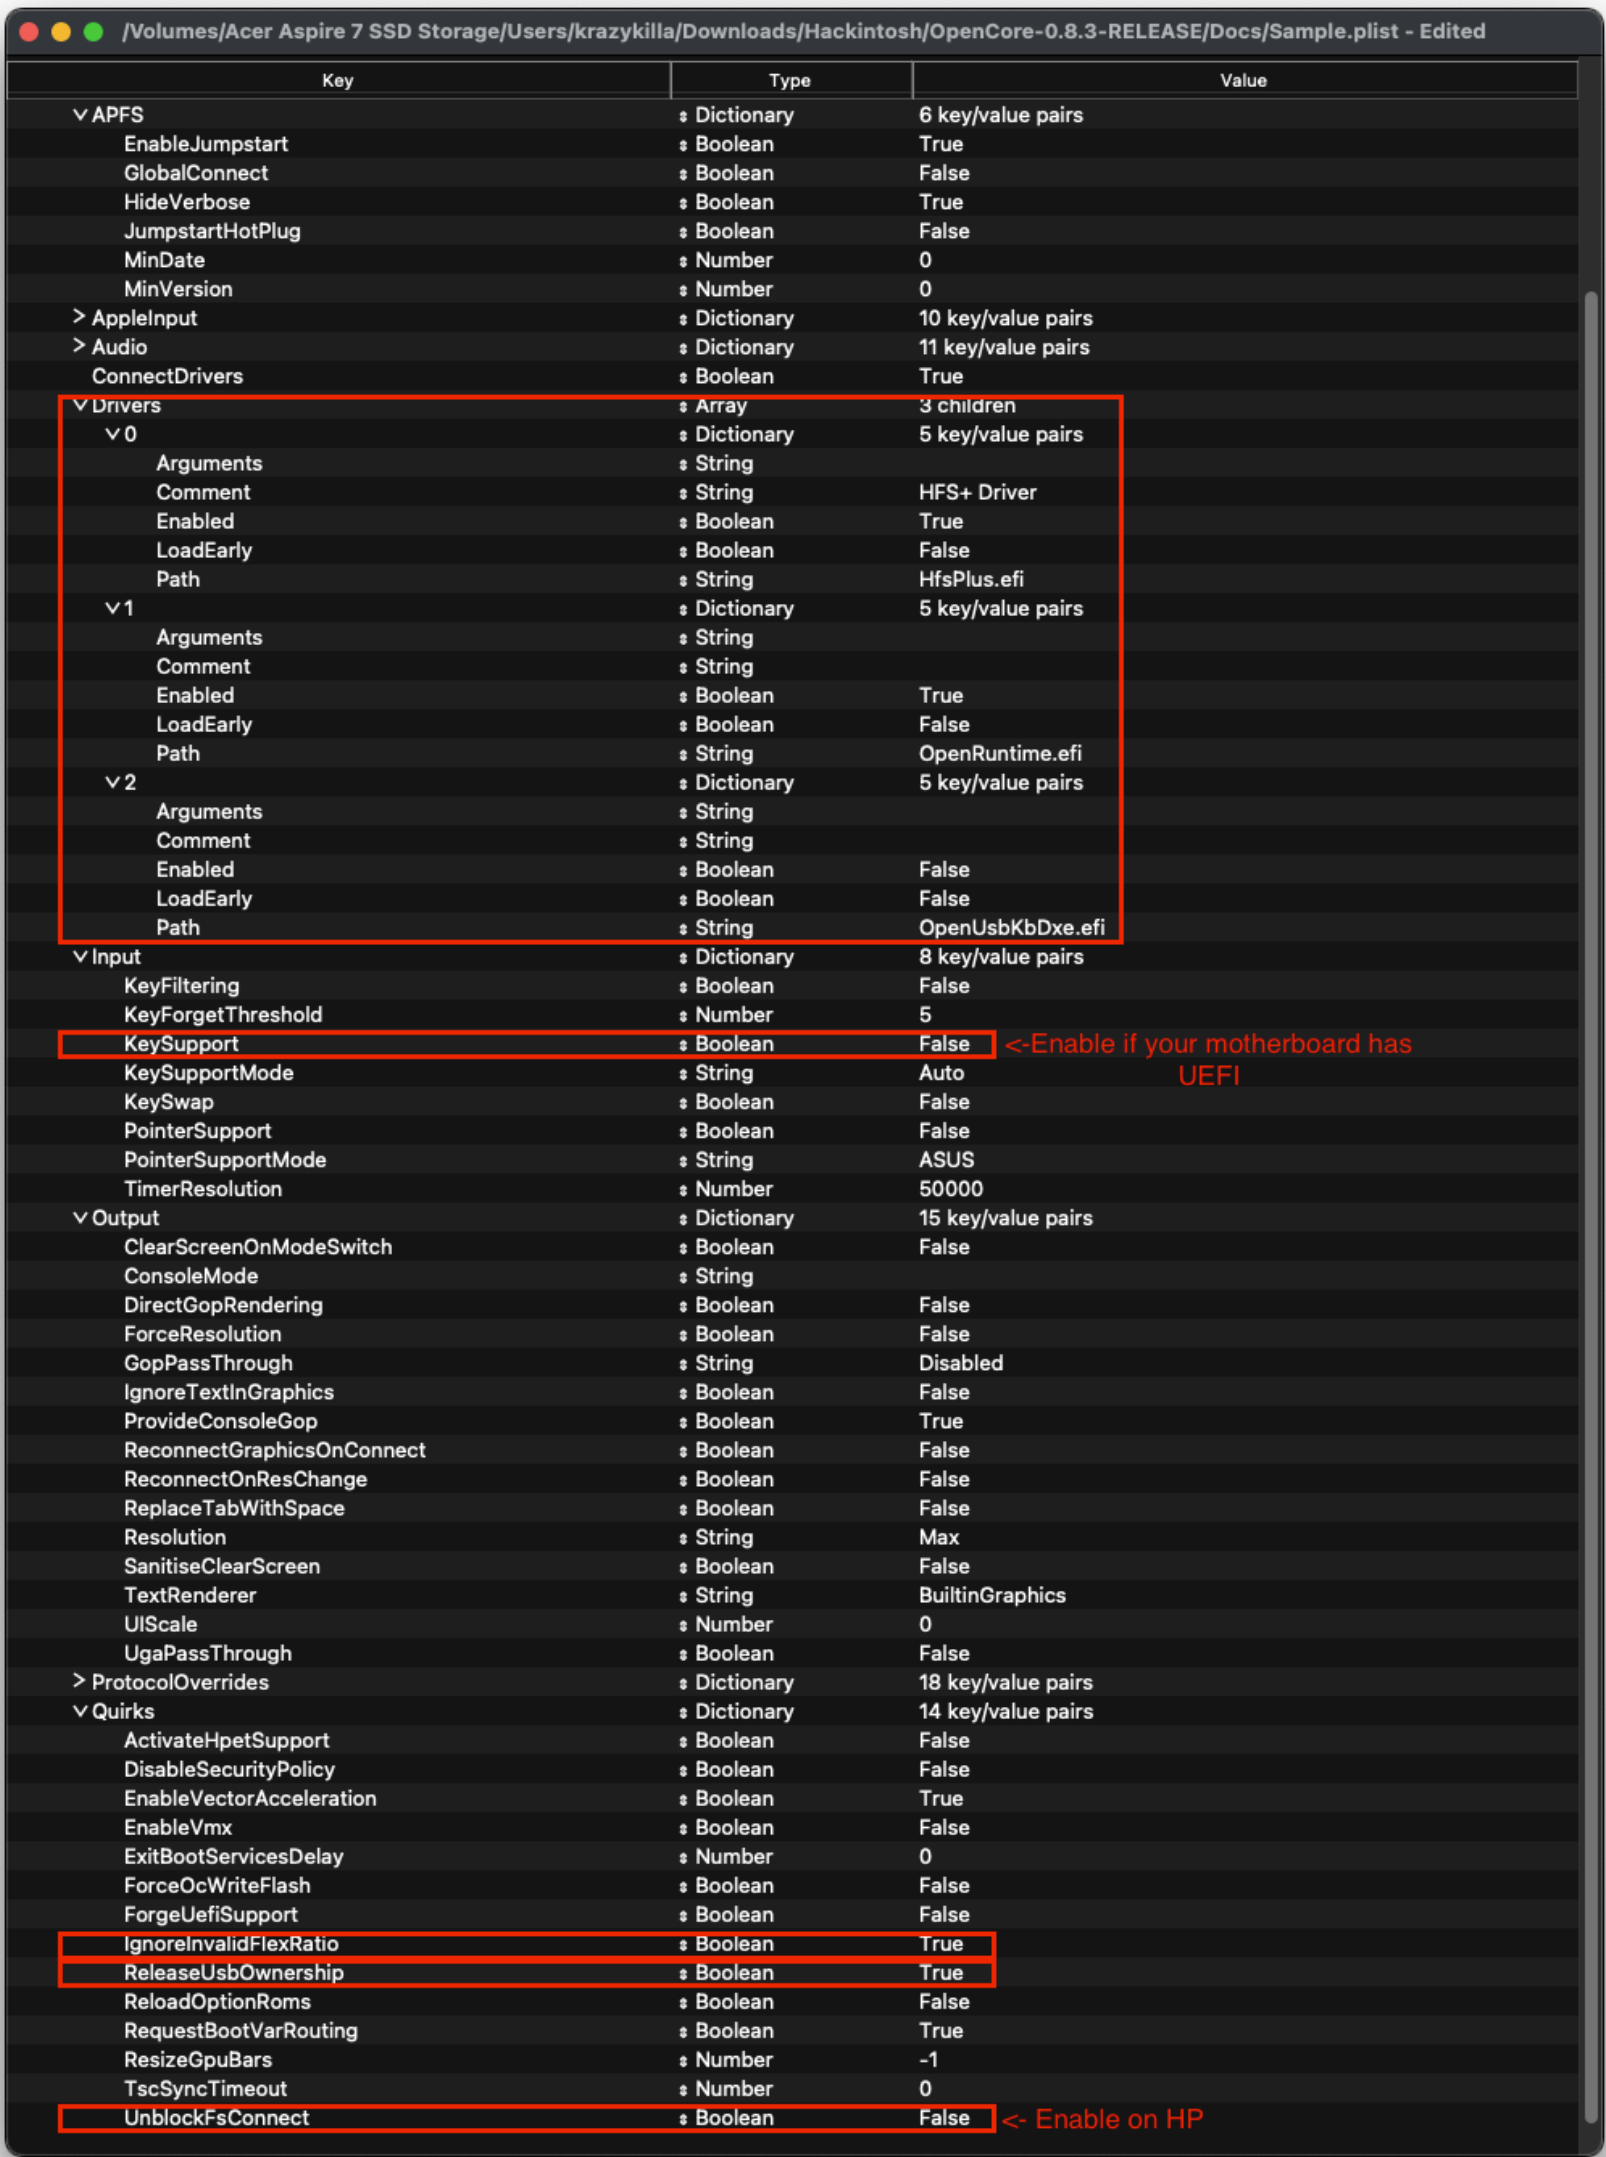 /Volumes/Acer Aspire 7 SSD Storage/Users/krazykilla/Downloads/Hackintosh/OpenCore-0.8.3-RELEASE/Docs/Sample.plist - Edited
Key Type Value
APFS Dictionary 6 key/value pairs
EnableJumpstart Boolean True
GlobalConnect Boolean False
HideVerbose Boolean True
JumpstartHotPlug Boolean False
MinDate Number 0
MinVersion Number 0
AppleInput Dictionary 10 key/value pairs
Audio Dictionary 11 key/value pairs
ConnectDrivers Boolean True
Drivers Array 3 children
0 Dictionary 5 key/value pairs
Arguments String
Comment String HFS+ Driver
Enabled Boolean True
LoadEarly Boolean False
Path String HfsPlus.efi
1 Dictionary 5 key/value pairs
Arguments String
Comment String
Enabled Boolean True
LoadEarly Boolean False
Path String OpenRuntime.efi
2 Dictionary 5 key/value pairs
Arguments String
Comment String
Enabled Boolean False
LoadEarly Boolean False
Path String OpenUsbKbDxe.efi
Input Dictionary 8 key/value pairs
KeyFiltering Boolean False
KeyForgetThreshold Number 5
KeySupport Boolean False <-Enable if your motherboard has
KeySupportMode String Auto UEFI
KeySwap Boolean False
PointerSupport Boolean False
PointerSupportMode String ASUS
TimerResolution Number 50000
Output Dictionary 15 key/value pairs
ClearScreenOnModeSwitch Boolean False
ConsoleMode String
DirectGopRendering Boolean False
ForceResolution Boolean False
GopPassThrough String Disabled
IgnoreTextInGraphics Boolean False
ProvideConsoleGop Boolean True
ReconnectGraphicsOnConnect Boolean False
ReconnectOnResChange Boolean False
ReplaceTabWithSpace Boolean False
Resolution String Max
SanitiseClearScreen Boolean False
TextRenderer String BuiltinGraphics
UIScale Number 0
UgaPassThrough Boolean False
ProtocolOverrides Dictionary 18 key/value pairs
Quirks Dictionary 14 key/value pairs
ActivateHpetSupport Boolean False
DisableSecurityPolicy Boolean False
EnableVectorAcceleration Boolean True
EnableVmx Boolean False
ExitBootServicesDelay Number 0
ForceOcWriteFlash Boolean False
ForgeUefiSupport Boolean False
IgnoreInvalidFlexRatio Boolean True
ReleaseUsbOwnership Boolean True
ReloadOptionRoms Boolean False
RequestBootVarRouting Boolean True
ResizeGpuBars Number -1
TscSyncTimeout Number 0
UnblockFsConnect Boolean False <- Enable on HP